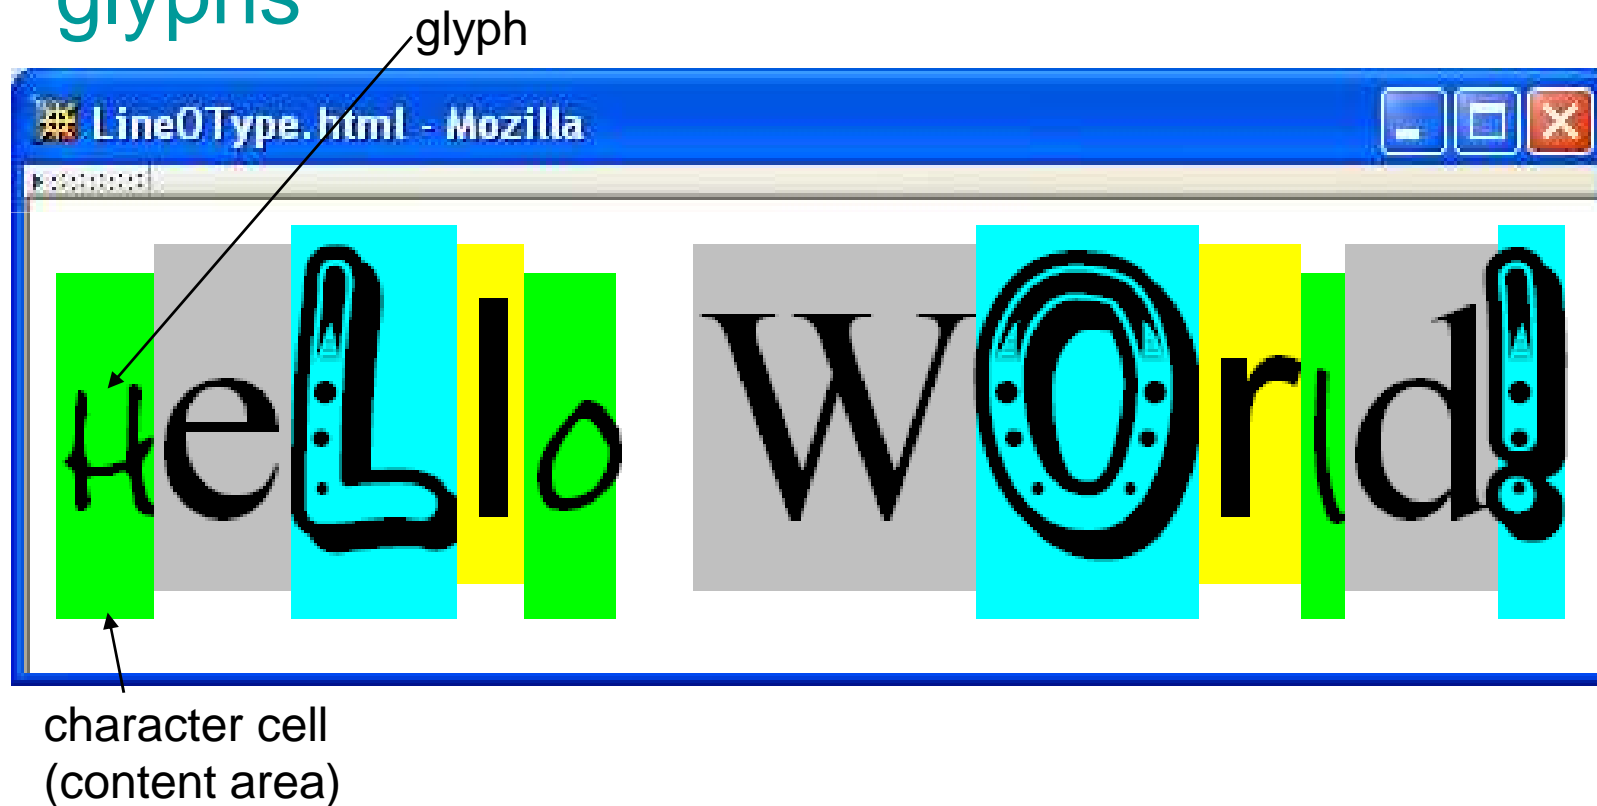 glyphs
glyph
LineOType.html - Mozilla
HeLlo WOrld!
character cell
(content area)